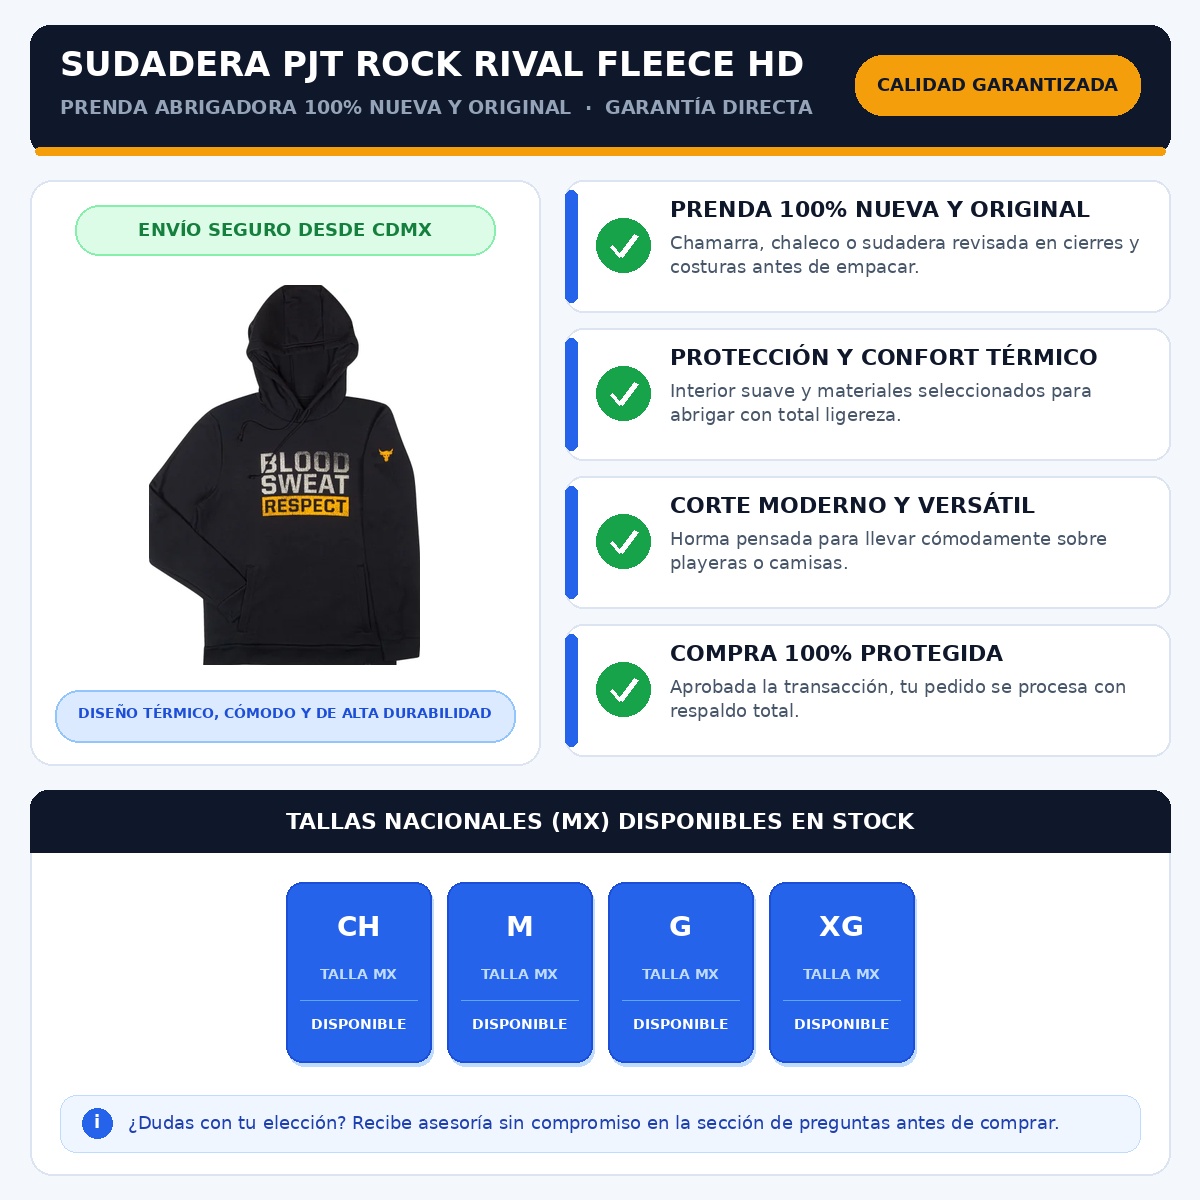 SUDADERA PJT ROCK RIVAL FLEECE HD
PRENDA ABRIGADORA 100% NUEVA Y ORIGINAL · GARANTÍA DIRECTA
CALIDAD GARANTIZADA
ENVÍO SEGURO DESDE CDMX
BLOOD
SWEAT
RESPECT
DISEÑO TÉRMICO, CÓMODO Y DE ALTA DURABILIDAD
PRENDA 100% NUEVA Y ORIGINAL
Chamarra, chaleco o sudadera revisada en cierres y
costuras antes de empacar.
PROTECCIÓN Y CONFORT TÉRMICO
Interior suave y materiales seleccionados para
abrigar con total ligereza.
CORTE MODERNO Y VERSÁTIL
Horma pensada para llevar cómodamente sobre
playeras o camisas.
COMPRA 100% PROTEGIDA
Aprobada la transacción, tu pedido se procesa con
respaldo total.
TALLAS NACIONALES (MX) DISPONIBLES EN STOCK
CH
TALLA MX
DISPONIBLE
M
TALLA MX
DISPONIBLE
G
TALLA MX
DISPONIBLE
XG
TALLA MX
DISPONIBLE
i ¿Dudas con tu elección? Recibe asesoría sin compromiso en la sección de preguntas antes de comprar.